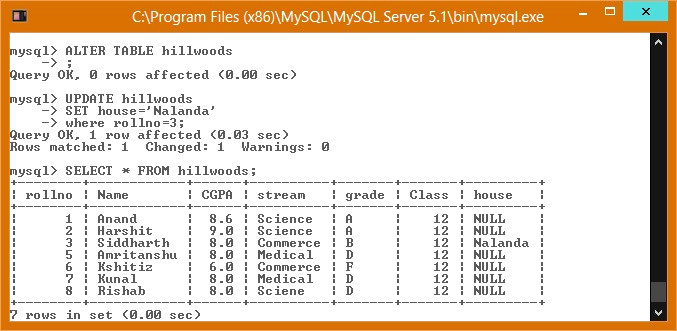 C:\Program Files (x86)\MySQL\MySQL Server 5.1\bin\mysql.exe
mysql> ALTER TABLE hillwoods
    -> ;
Query OK, 0 rows affected (0.00 sec)
mysql> UPDATE hillwoods
    -> SET house='Nalanda'
    -> where rollno=3;
Query OK, 1 row affected (0.03 sec)
Rows matched: 1  Changed: 1  Warnings: 0
mysql> SELECT * FROM hillwoods;
+--------+------------+------+----------+-------+-------+---------+
| rollno | Name       | CGPA | stream   | grade | Class | house   |
+--------+------------+------+----------+-------+-------+---------+
|      1 | Anand      |  8.6 | Science  | A     |    12 | NULL    |
|      2 | Harshit    |  9.0 | Science  | A     |    12 | NULL    |
|      3 | Siddharth  |  8.0 | Commerce | B     |    12 | Nalanda |
|      5 | Amritanshu |  8.0 | Medical  | D     |    12 | NULL    |
|      6 | Kshitiz    |  6.0 | Commerce | F     |    12 | NULL    |
|      7 | Kunal      |  8.0 | Medical  | D     |    12 | NULL    |
|      8 | Rishab     |  8.0 | Sciene   | D     |    12 | NULL    |
+--------+------------+------+----------+-------+-------+---------+
7 rows in set (0.00 sec)